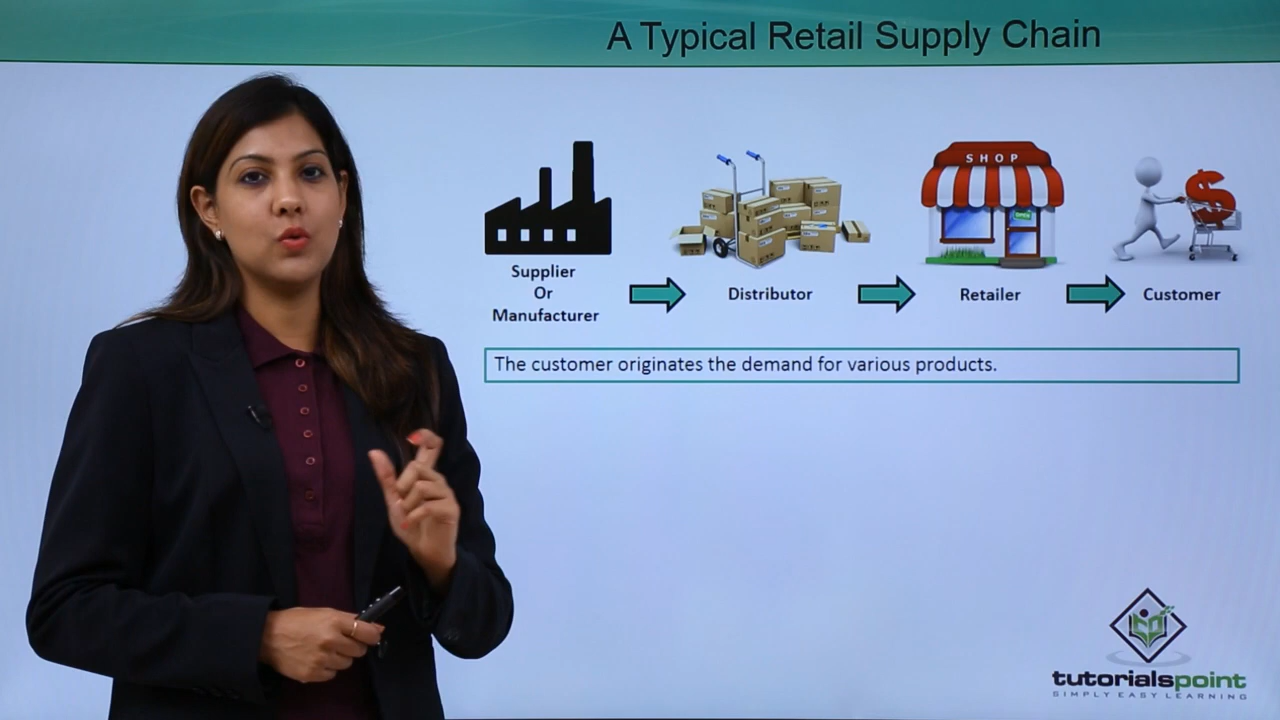 A Typical Retail Supply Chain
SHOP
OPEN
Supplier
Or
Manufacturer
Distributor
Retailer
Customer
The customer originates the demand for various products.
tutorialspoint
SIMPLY EASY LEARNING